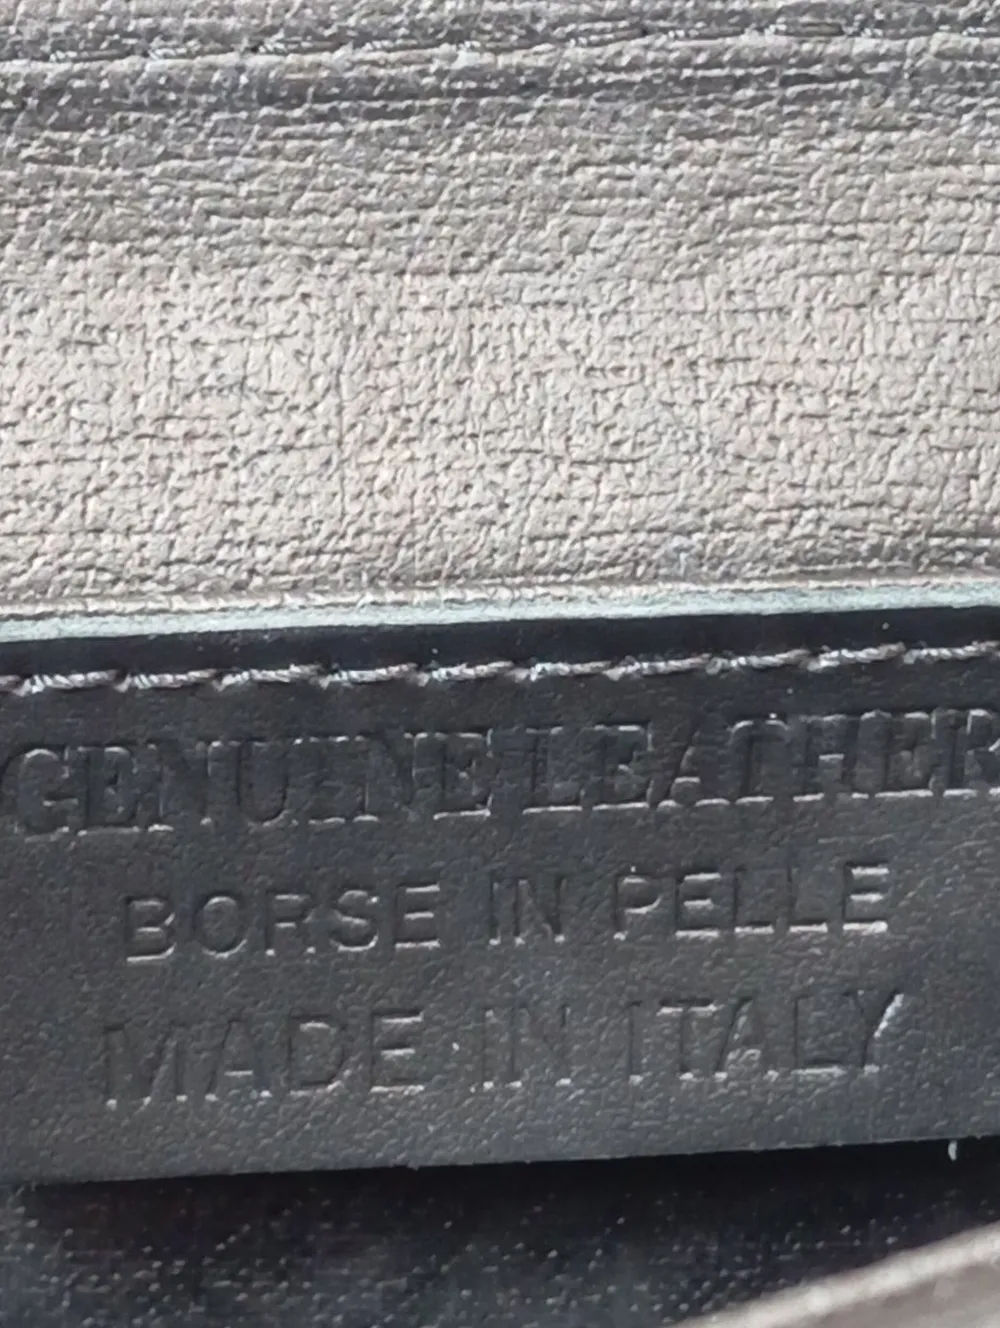 GENUINE LEATHER
BORSE IN PELLE
MADE IN ITALY